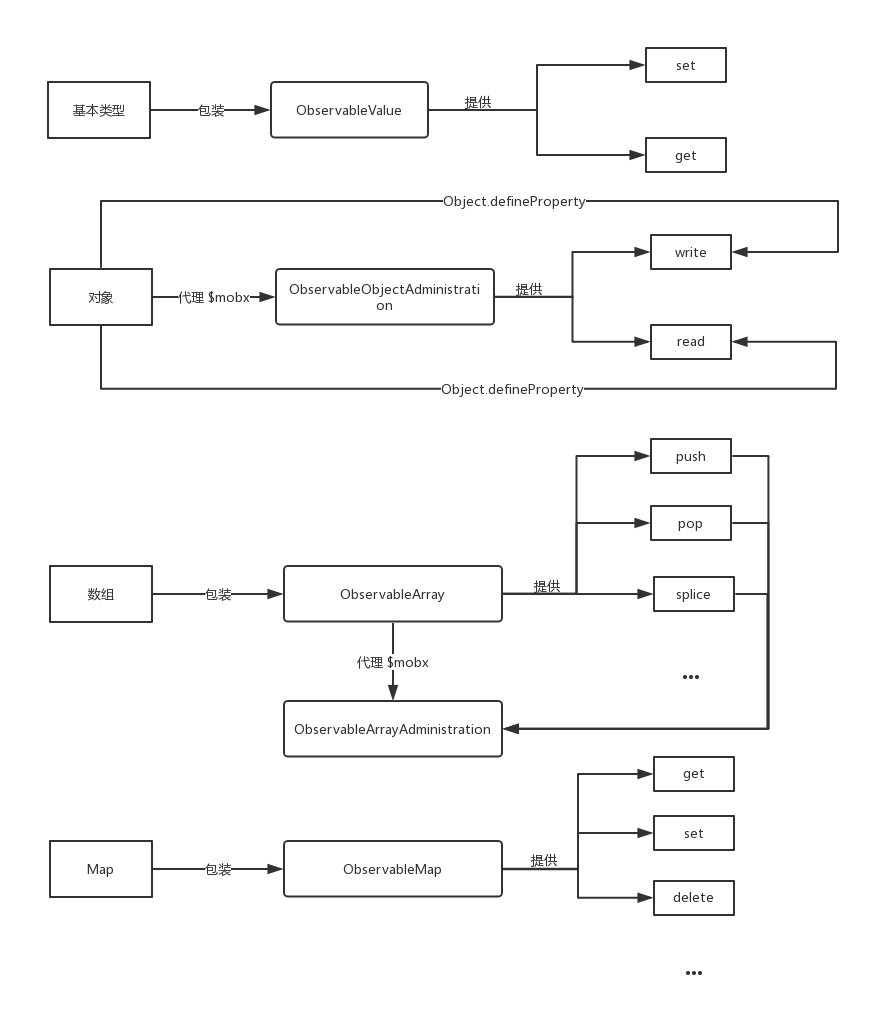 set
基本类型
包装
ObservableValue
提供
get
Object.defineProperty
write
对象
代理 $mobx
ObservableObjectAdministrati
on
提供
read
Object.defineProperty
push
pop
数组
包装
ObservableArray
提供
splice
代理 $mobx
...
ObservableArrayAdministration
get
set
Map
包装
ObservableMap
提供
delete
...